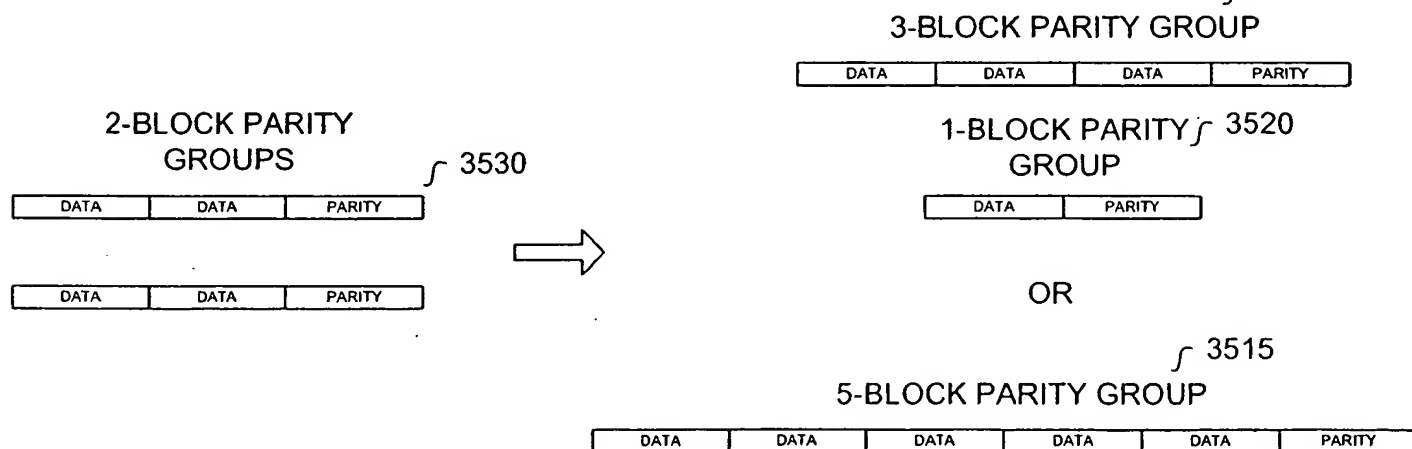 3-BLOCK PARITY GROUP
DATA DATA DATA PARITY
2-BLOCK PARITY
GROUPS
3530
DATA DATA PARITY
DATA DATA PARITY
1-BLOCK PARITY 3520
GROUP
DATA PARITY
OR
3515
5-BLOCK PARITY GROUP
DATA DATA DATA DATA DATA PARITY